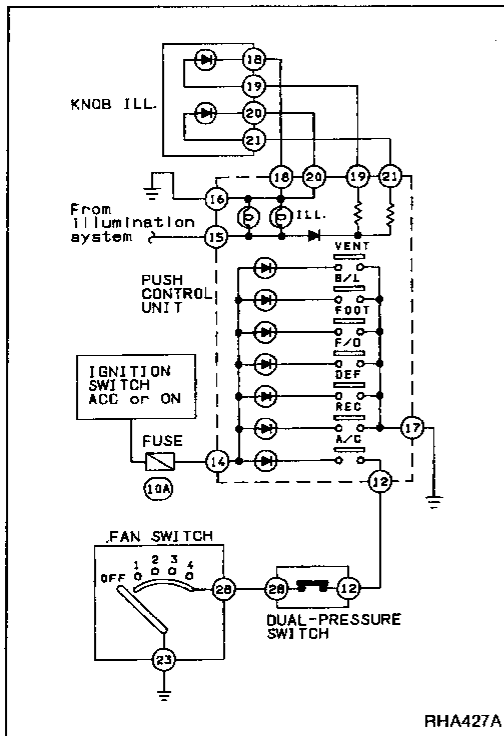 KNOB ILL.
18
19
20
21
18
20
19
21
16
From
illumination
system
15
ILL.
VENT
B/L
FOOT
F/D
DEF
REC
A/C
PUSH
CONTROL
UNIT
IGNITION
SWITCH
ACC or ON
FUSE
10A
14
17
12
FAN SWITCH
OFF
1 2 3 4
28
28
12
DUAL-PRESSURE
SWITCH
23
RHA427A